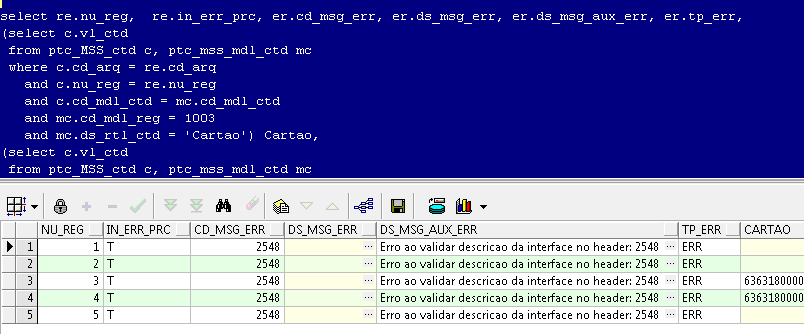 select re.nu_reg,  re.in_err_prc, er.cd_msg_err, er.ds_msg_err, er.ds_msg_aux_err, er.tp_err,
(select c.vl_ctd
 from ptc_MSS_ctd c, ptc_mss_mdl_ctd mc
 where c.cd_arq = re.cd_arq
   and c.nu_reg = re.nu_reg
   and c.cd_mdl_ctd = mc.cd_mdl_ctd
   and mc.cd_mdl_reg = 1003
   and mc.ds_rtl_ctd = 'Cartao') Cartao,
(select c.vl_ctd
 from ptc_MSS_ctd c, ptc_mss_mdl_ctd mc
NU_REG IN_ERR_PRC CD_MSG_ERR DS_MSG_ERR DS_MSG_AUX_ERR TP_ERR CARTAO
1 1 T 2548 ... Erro ao validar descricao da interface no header: 2548 ... ERR
2 2 T 2548 ... Erro ao validar descricao da interface no header: 2548 ... ERR
3 3 T 2548 ... Erro ao validar descricao da interface no header: 2548 ... ERR 6363180000
4 4 T 2548 ... Erro ao validar descricao da interface no header: 2548 ... ERR 6363180000
5 5 T 2548 ... Erro ao validar descricao da interface no header: 2548 ... ERR